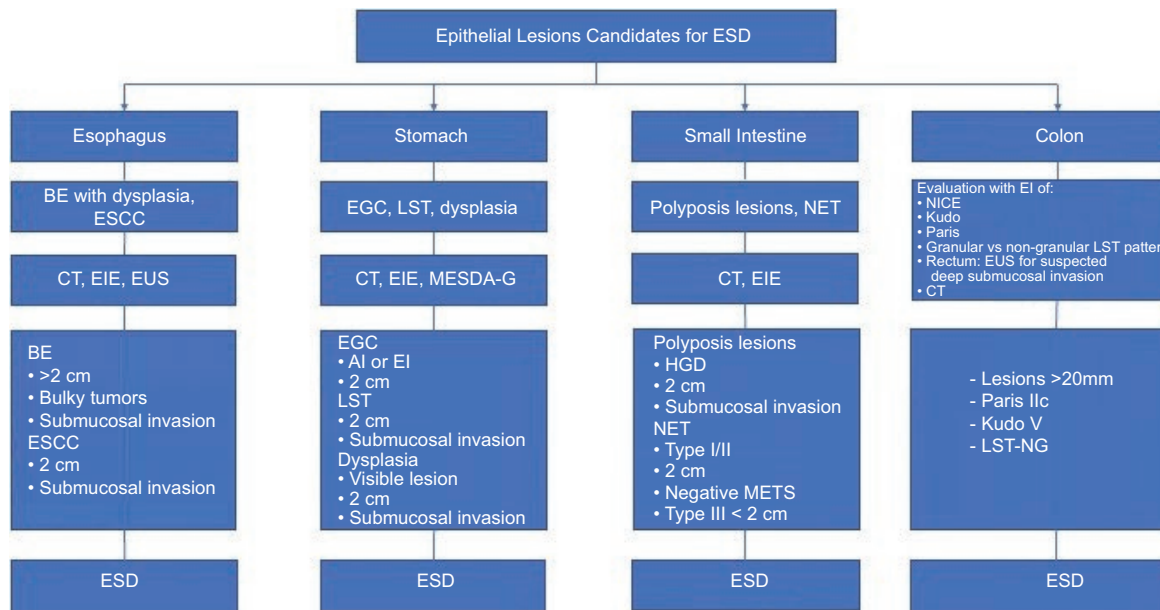 Epithelial Lesions Candidates for ESD
Esophagus
BE with dysplasia,
ESCC
CT, EIE, EUS
BE
• >2 cm
• Bulky tumors
• Submucosal invasion
ESCC
• 2 cm
• Submucosal invasion
ESD
Stomach
EGC, LST, dysplasia
CT, EIE, MESDA-G
EGC
• AI or EI
• 2 cm
LST
• 2 cm
• Submucosal invasion
Dysplasia
• Visible lesion
• 2 cm
• Submucosal invasion
ESD
Small Intestine
Polyposis lesions, NET
CT, EIE
Polyposis lesions
• HGD
• 2 cm
• Submucosal invasion
NET
• Type I/II
• 2 cm
• Negative METS
• Type III < 2 cm
ESD
Colon
Evaluation with EI of:
• NICE
• Kudo
• Paris
• Granular vs non-granular LST pattern
• Rectum: EUS for suspected
deep submucosal invasion
• CT
- Lesions >20mm
- Paris IIc
- Kudo V
- LST-NG
ESD